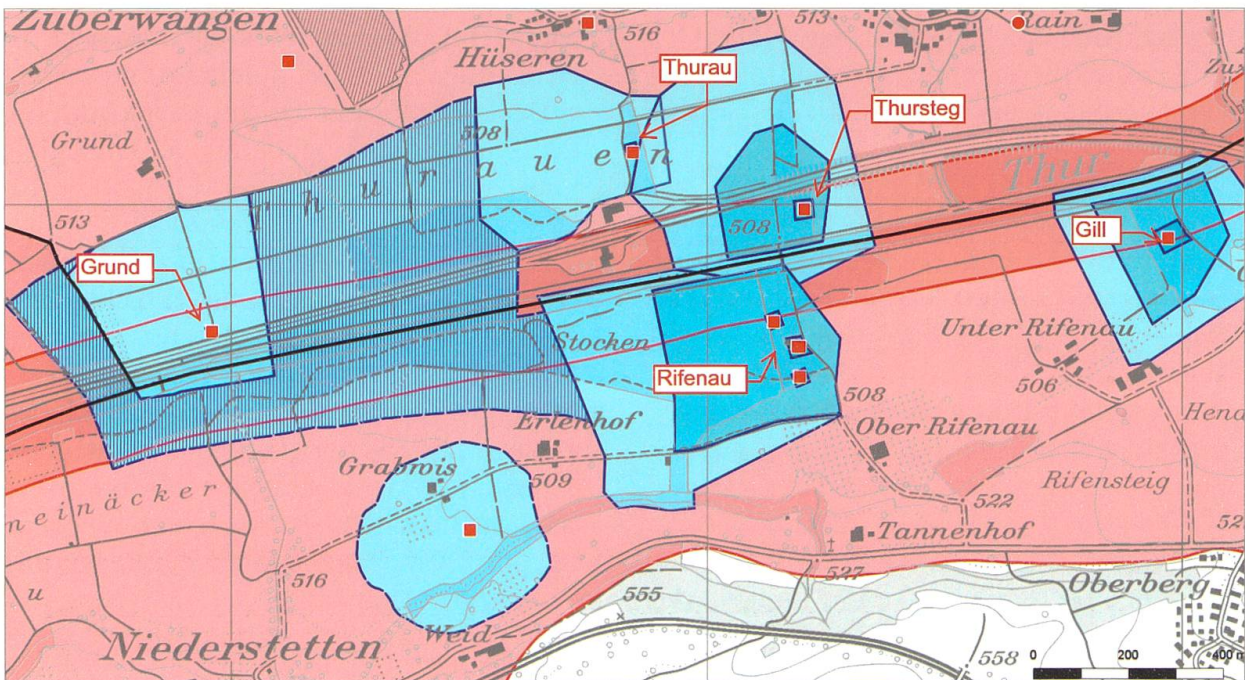 Zuberwangen
516
513
Rain
Hüseren
Thurau
Grund
508
Thursteg
Thurauen
Thur
513
Grund
508
Gill
Stocken
Unter Rifenau
Rifenau
506
508
Erlenhof
Ober Rifenau
Grabwis
509
Rifensteig
neinäcker
522
Tannenhof
516
527
Oberberg
u
555
Weid
Niederstetten
558
0 200 400 m